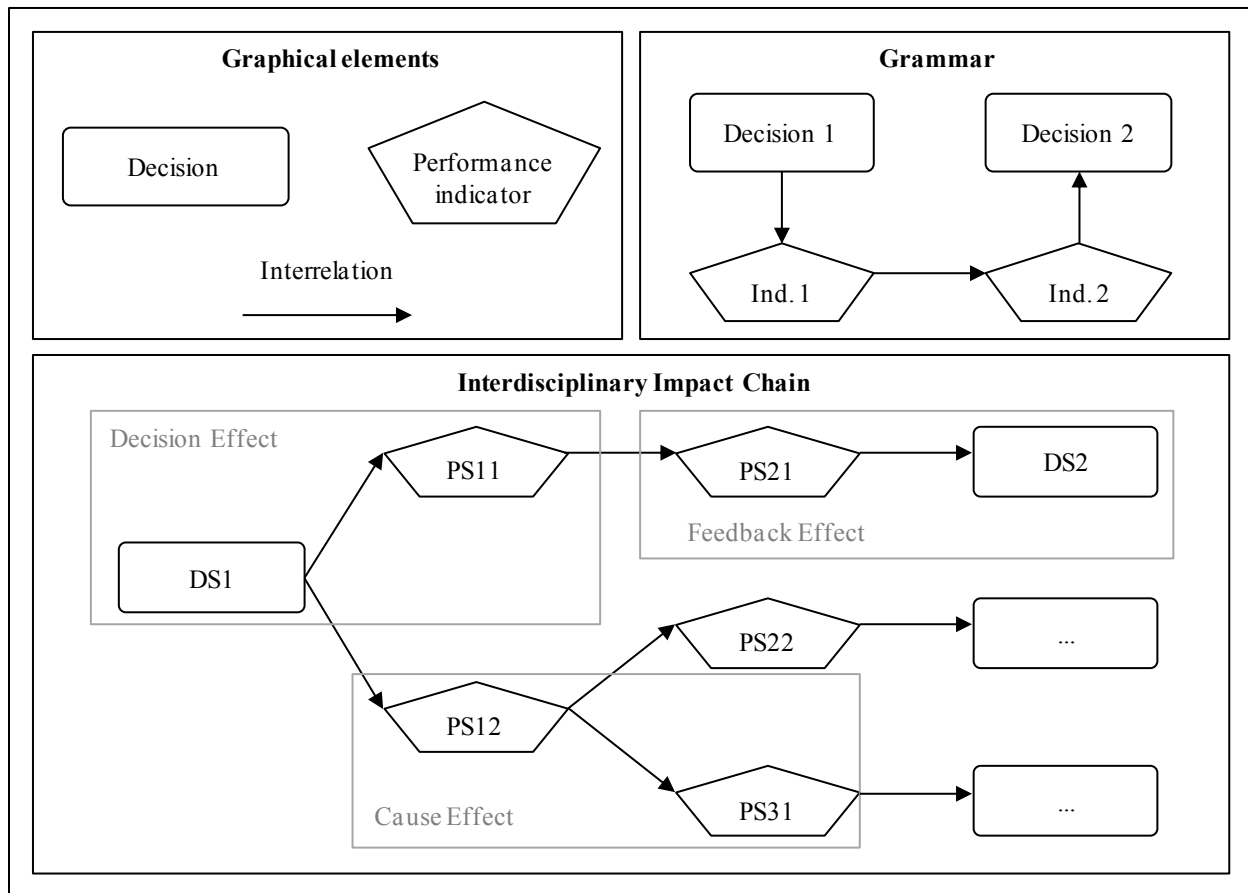 Graphical elements
Decision
Performance
indicator
Interrelation
Grammar
Decision 1
Decision 2
Ind. 1
Ind. 2
Interdisciplinary Impact Chain
Decision Effect
PS11
PS21
DS2
Feedback Effect
DS1
PS22
...
PS12
PS31
...
Cause Effect